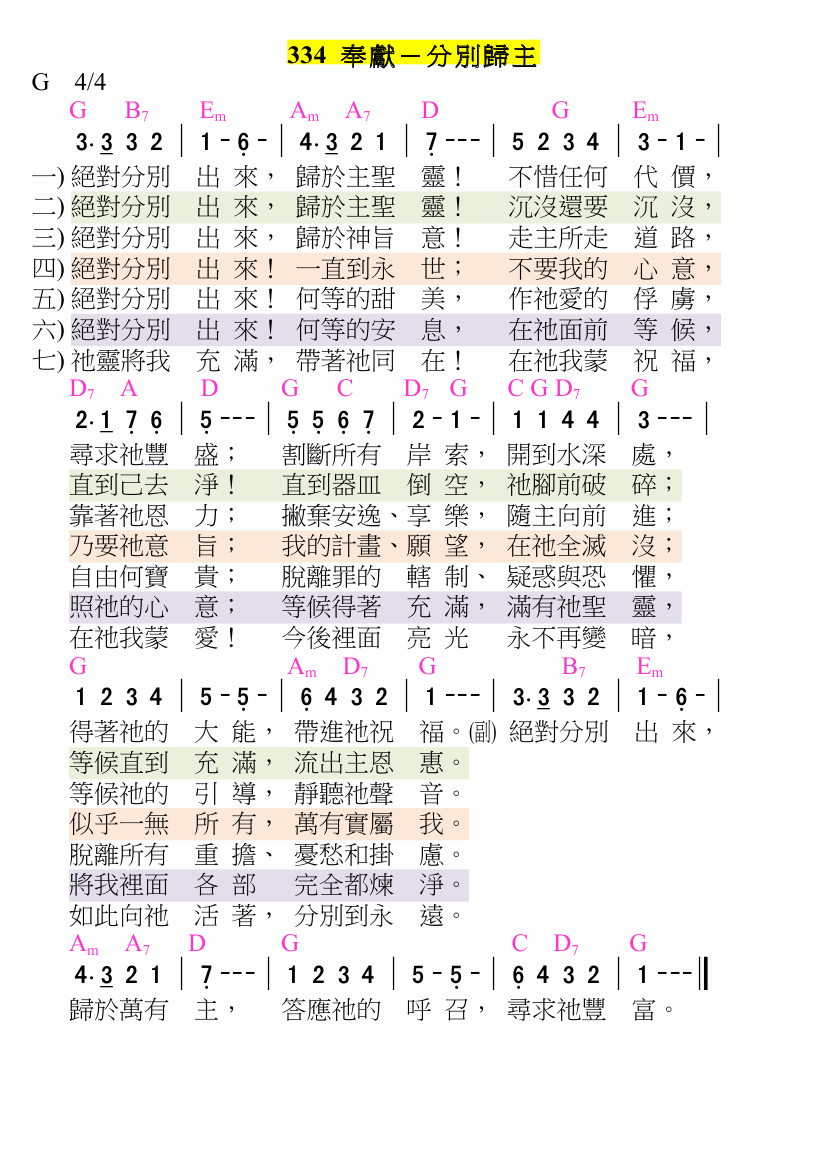 334 奉獻－分別歸主
G 4/4
G B7 Em Am A7 D G Em
3· 3 3 2 | 1 - 6 - | 4· 3 2 1 | 7 - - - | 5 2 3 4 | 3 - 1 - |
一) 絕對分別 出 來， 歸於主聖 靈！ 不惜任何 代 價，
二) 絕對分別 出 來， 歸於主聖 靈！ 沉沒還要 沉 沒，
三) 絕對分別 出 來， 歸於神旨 意！ 走主所走 道 路，
四) 絕對分別 出 來！ 一直到永 世； 不要我的 心 意，
五) 絕對分別 出 來！ 何等的甜 美， 作祂愛的 俘 虜，
六) 絕對分別 出 來！ 何等的安 息， 在祂面前 等 候，
七) 祂靈將我 充 滿， 帶著祂同 在！ 在祂我蒙 祝 福，
D7 A D G C D7 G C G D7 G
2· 1 7 6 | 5 - - - | 5 5 6 7 | 2 - 1 - | 1 1 4 4 | 3 - - - |
尋求祂豐 盛； 割斷所有 岸 索， 開到水深 處，
直到己去 淨！ 直到器皿 倒 空， 祂腳前破 碎；
靠著祂恩 力； 撇棄安逸、享 樂， 隨主向前 進；
乃要祂意 旨； 我的計畫、願 望， 在祂全滅 沒；
自由何寶 貴； 脫離罪的 轄 制、 疑惑與恐 懼，
照祂的心 意； 等候得著 充 滿， 滿有祂聖 靈，
在祂我蒙 愛！ 今後裡面 亮 光 永不再變 暗，
G Am D7 G B7 Em
1 2 3 4 | 5 - 5 - | 6 4 3 2 | 1 - - - | 3· 3 3 2 | 1 - 6 - |
得著祂的 大 能， 帶進祂祝 福。(副) 絕對分別 出 來，
等候直到 充 滿， 流出主恩 惠。
等候祂的 引 導， 靜聽祂聲 音。
似乎一無 所 有， 萬有實屬 我。
脫離所有 重 擔、 憂愁和掛 慮。
將我裡面 各 部 完全都煉 淨。
如此向祂 活 著， 分別到永 遠。
Am A7 D G C D7 G
4· 3 2 1 | 7 - - - | 1 2 3 4 | 5 - 5 - | 6 4 3 2 | 1 - - - ‖
歸於萬有 主， 答應祂的 呼 召， 尋求祂豐 富。